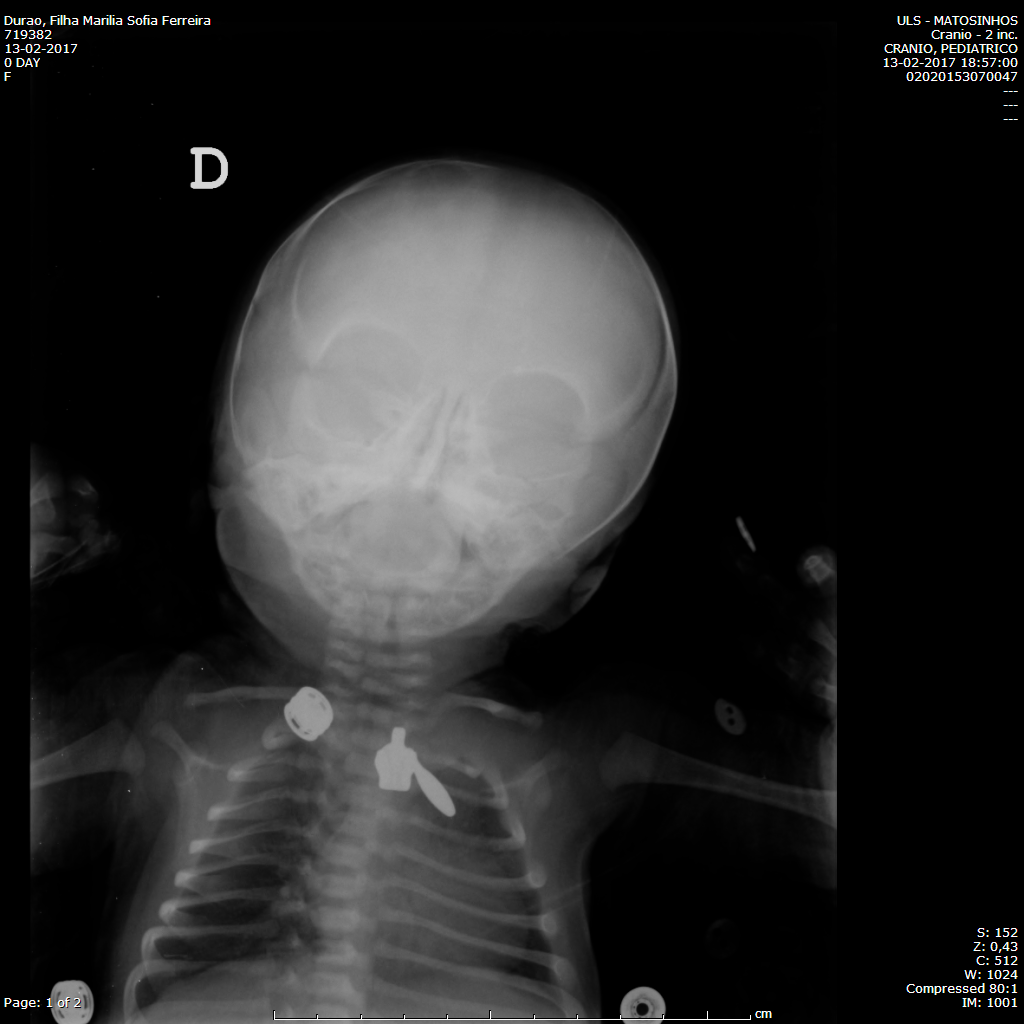 Durao, Filha Marilia Sofia Ferreira
719382
13-02-2017
0 DAY
F
ULS - MATOSINHOS
Cranio - 2 inc.
CRANIO, PEDIATRICO
13-02-2017 18:57:00
02020153070047
---
---
---
D
S: 152
Z: 0,43
C: 512
W: 1024
Compressed 80:1
IM: 1001
Page: 1 of 2
cm